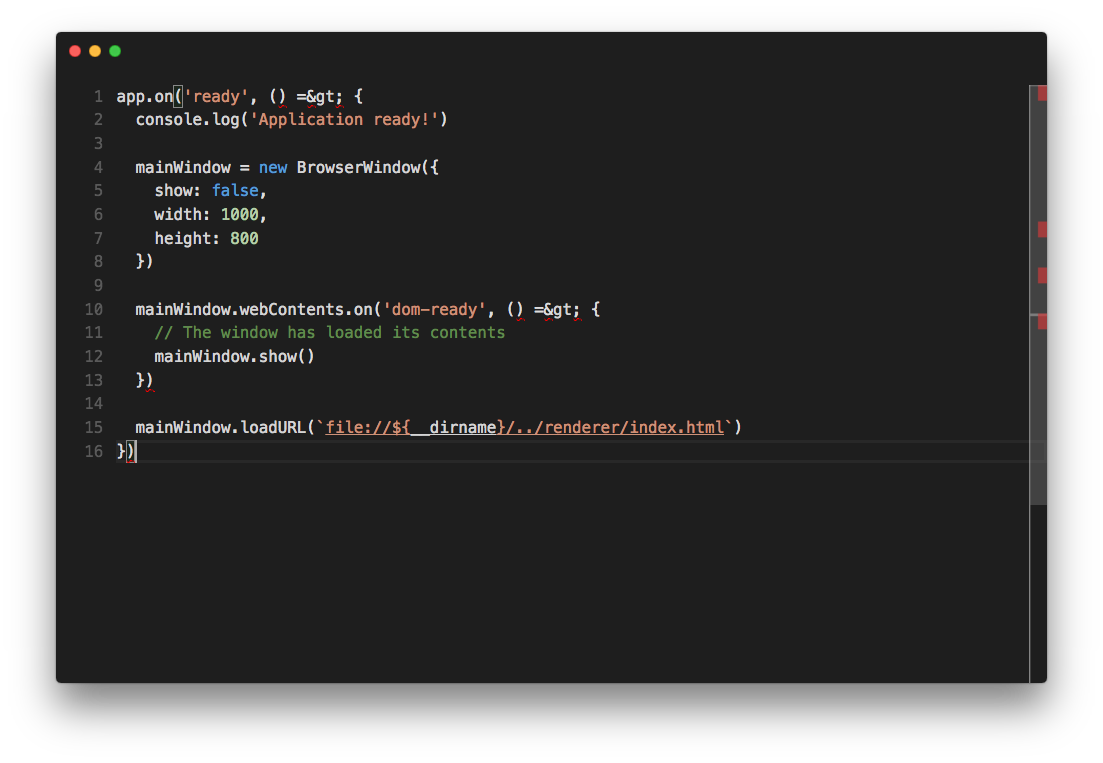 1 app.on('ready', () =&gt; {
2   console.log('Application ready!')
3
4   mainWindow = new BrowserWindow({
5     show: false,
6     width: 1000,
7     height: 800
8   })
9
10   mainWindow.webContents.on('dom-ready', () =&gt; {
11     // The window has loaded its contents
12     mainWindow.show()
13   })
14
15   mainWindow.loadURL(`file://${__dirname}/../renderer/index.html`)
16 })